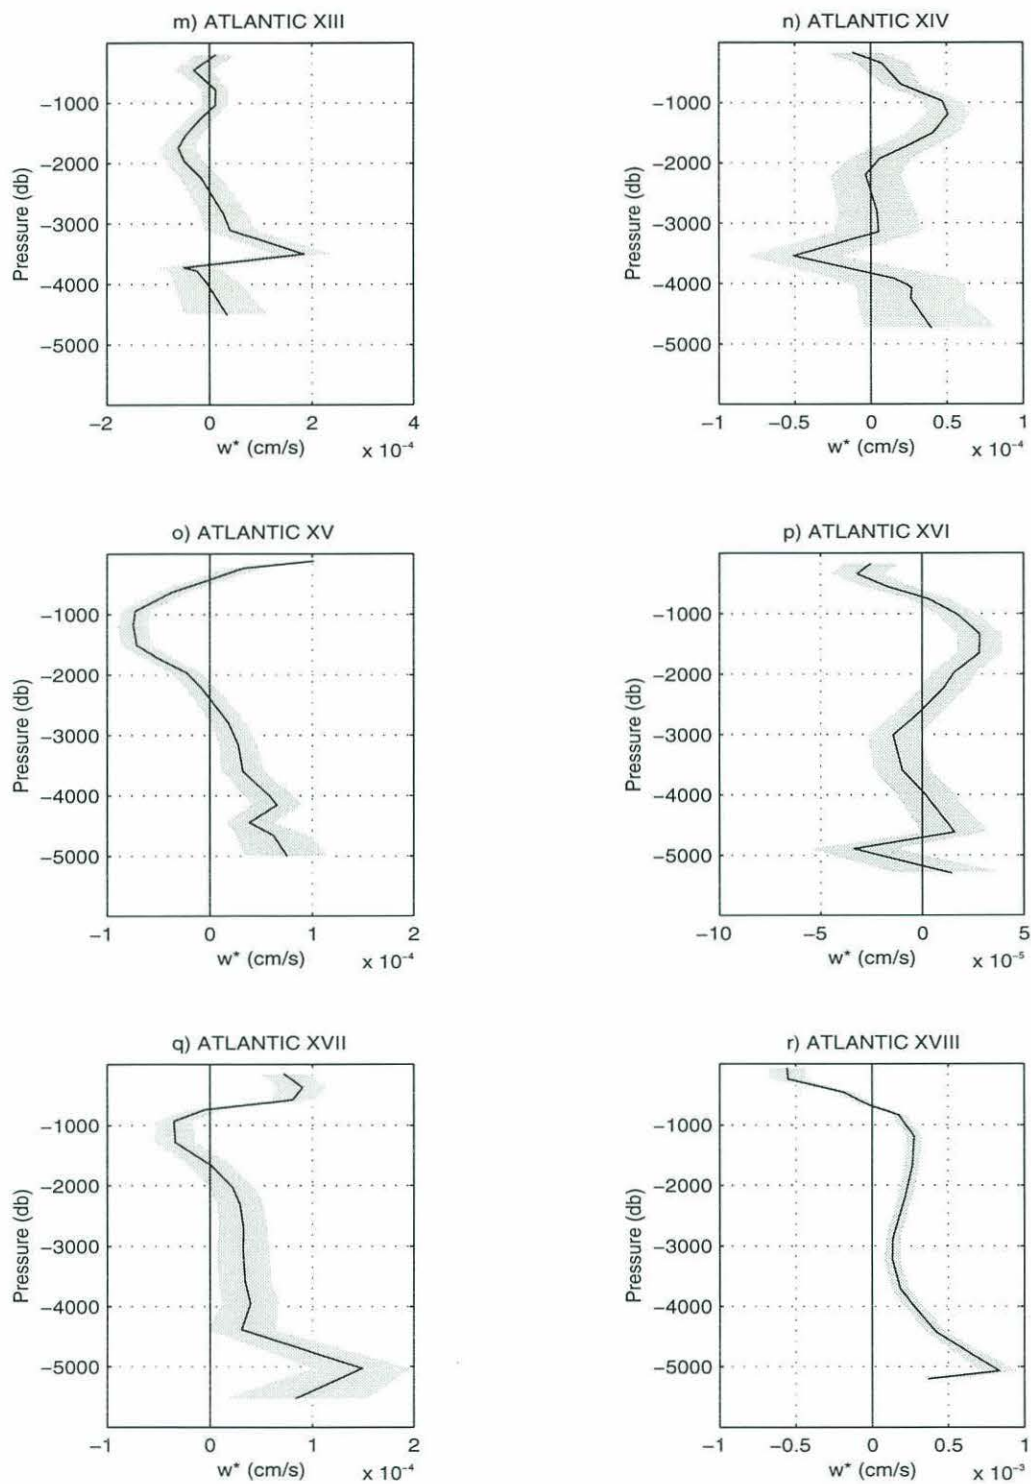 m) ATLANTIC XIII
Pressure (db)
−1000
−2000
−3000
−4000
−5000
−2 0 2 4
w* (cm/s) x 10⁻⁴
n) ATLANTIC XIV
Pressure (db)
−1000
−2000
−3000
−4000
−5000
−1 −0.5 0 0.5 1
w* (cm/s) x 10⁻⁴
o) ATLANTIC XV
Pressure (db)
−1000
−2000
−3000
−4000
−5000
−1 0 1 2
w* (cm/s) x 10⁻⁴
p) ATLANTIC XVI
Pressure (db)
−1000
−2000
−3000
−4000
−5000
−10 −5 0 5
w* (cm/s) x 10⁻⁵
q) ATLANTIC XVII
Pressure (db)
−1000
−2000
−3000
−4000
−5000
−1 0 1 2
w* (cm/s) x 10⁻⁴
r) ATLANTIC XVIII
Pressure (db)
−1000
−2000
−3000
−4000
−5000
−1 −0.5 0 0.5 1
w* (cm/s) x 10⁻³